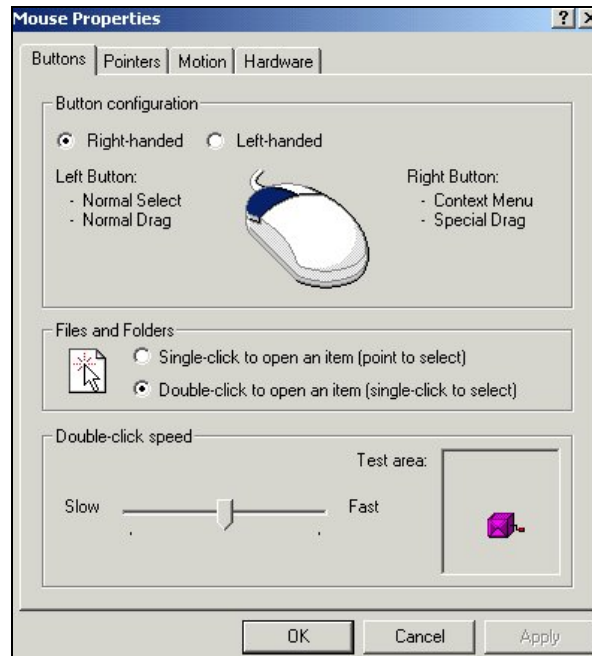 Mouse Properties
Buttons Pointers Motion Hardware
Button configuration
Right-handed Left-handed
Left Button:
- Normal Select
- Normal Drag
Right Button:
- Context Menu
- Special Drag
Files and Folders
Single-click to open an item (point to select)
Double-click to open an item (single-click to select)
Double-click speed
Test area:
Slow Fast
OK Cancel Apply